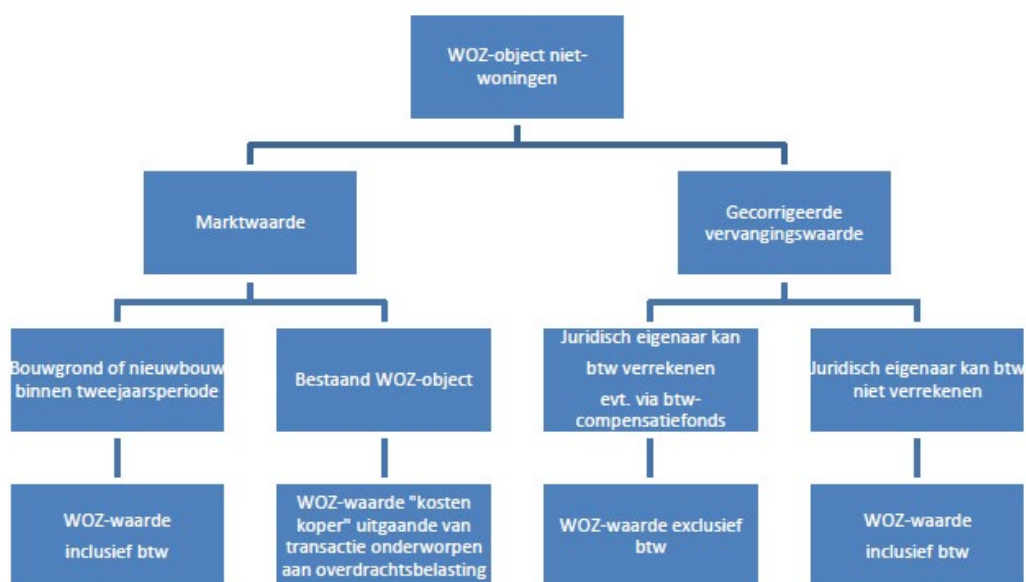 WOZ-object niet-
woningen
Marktwaarde
Gecorrigeerde
vervangingswaarde
Bouwgrond of nieuwbouw
binnen tweejaarsperiode
Bestaand WOZ-object
Juridisch eigenaar kan
btw verrekenen
evt. via btw-
compensatiefonds
Juridisch eigenaar kan btw
niet verrekenen
WOZ-waarde
inclusief btw
WOZ-waarde "kosten
koper" uitgaande van
transactie onderworpen
aan overdrachtsbelasting
WOZ-waarde exclusief
btw
WOZ-waarde
inclusief btw